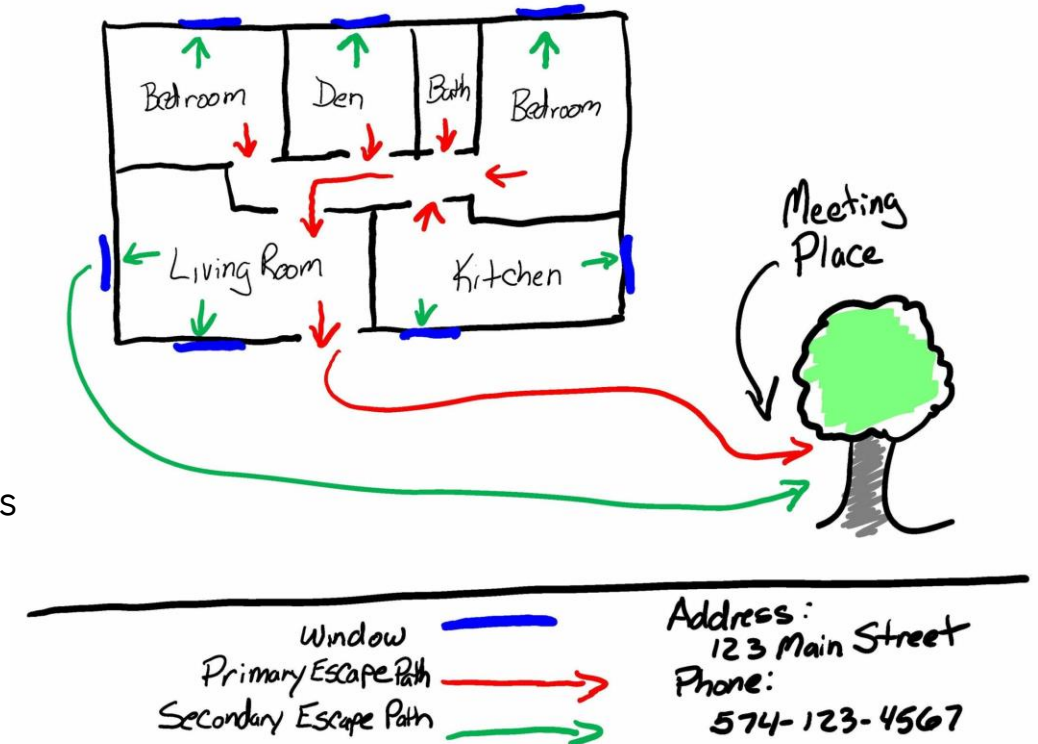 Bedroom
Den
Bath
Bedroom
Living Room
Kitchen
Meeting
Place
s
Window
Primary Escape Path
Secondary Escape Path
Address:
123 Main Street
Phone:
574-123-4567